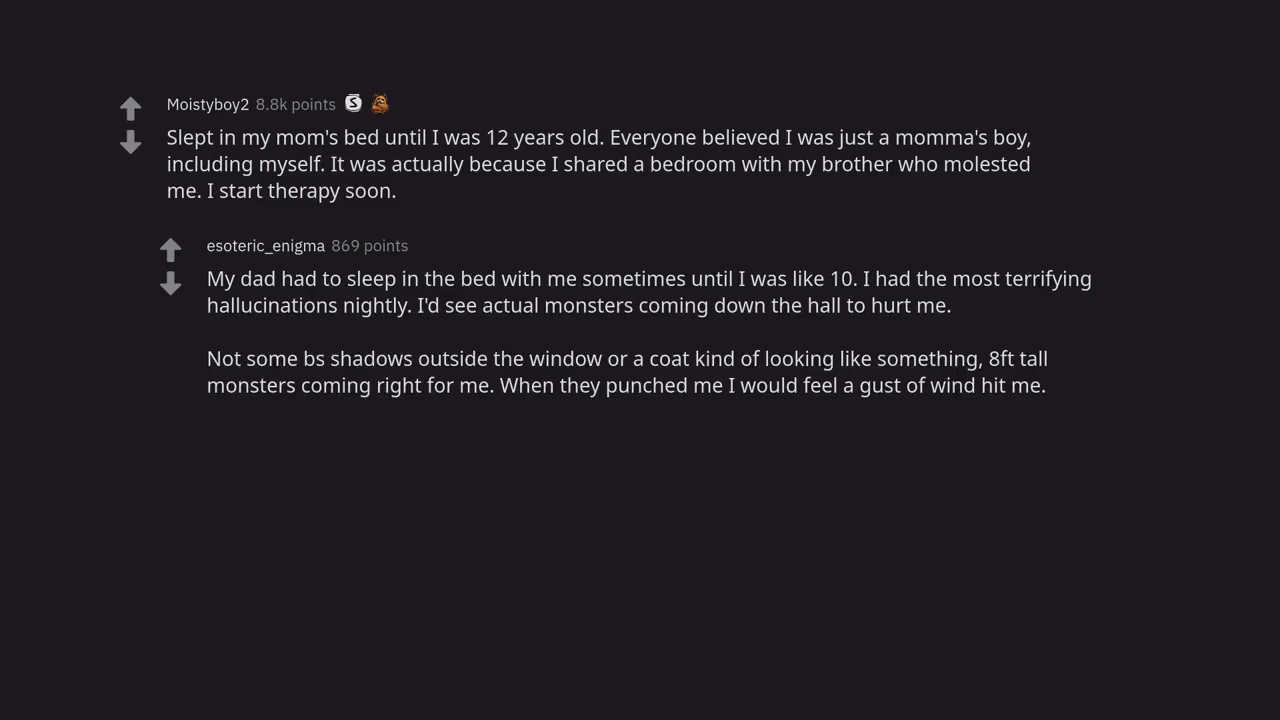 Moistyboy2 8.8k points
Slept in my mom's bed until I was 12 years old. Everyone believed I was just a momma's boy,
including myself. It was actually because I shared a bedroom with my brother who molested
me. I start therapy soon.
esoteric_enigma 869 points
My dad had to sleep in the bed with me sometimes until I was like 10. I had the most terrifying
hallucinations nightly. I'd see actual monsters coming down the hall to hurt me.
Not some bs shadows outside the window or a coat kind of looking like something, 8ft tall
monsters coming right for me. When they punched me I would feel a gust of wind hit me.